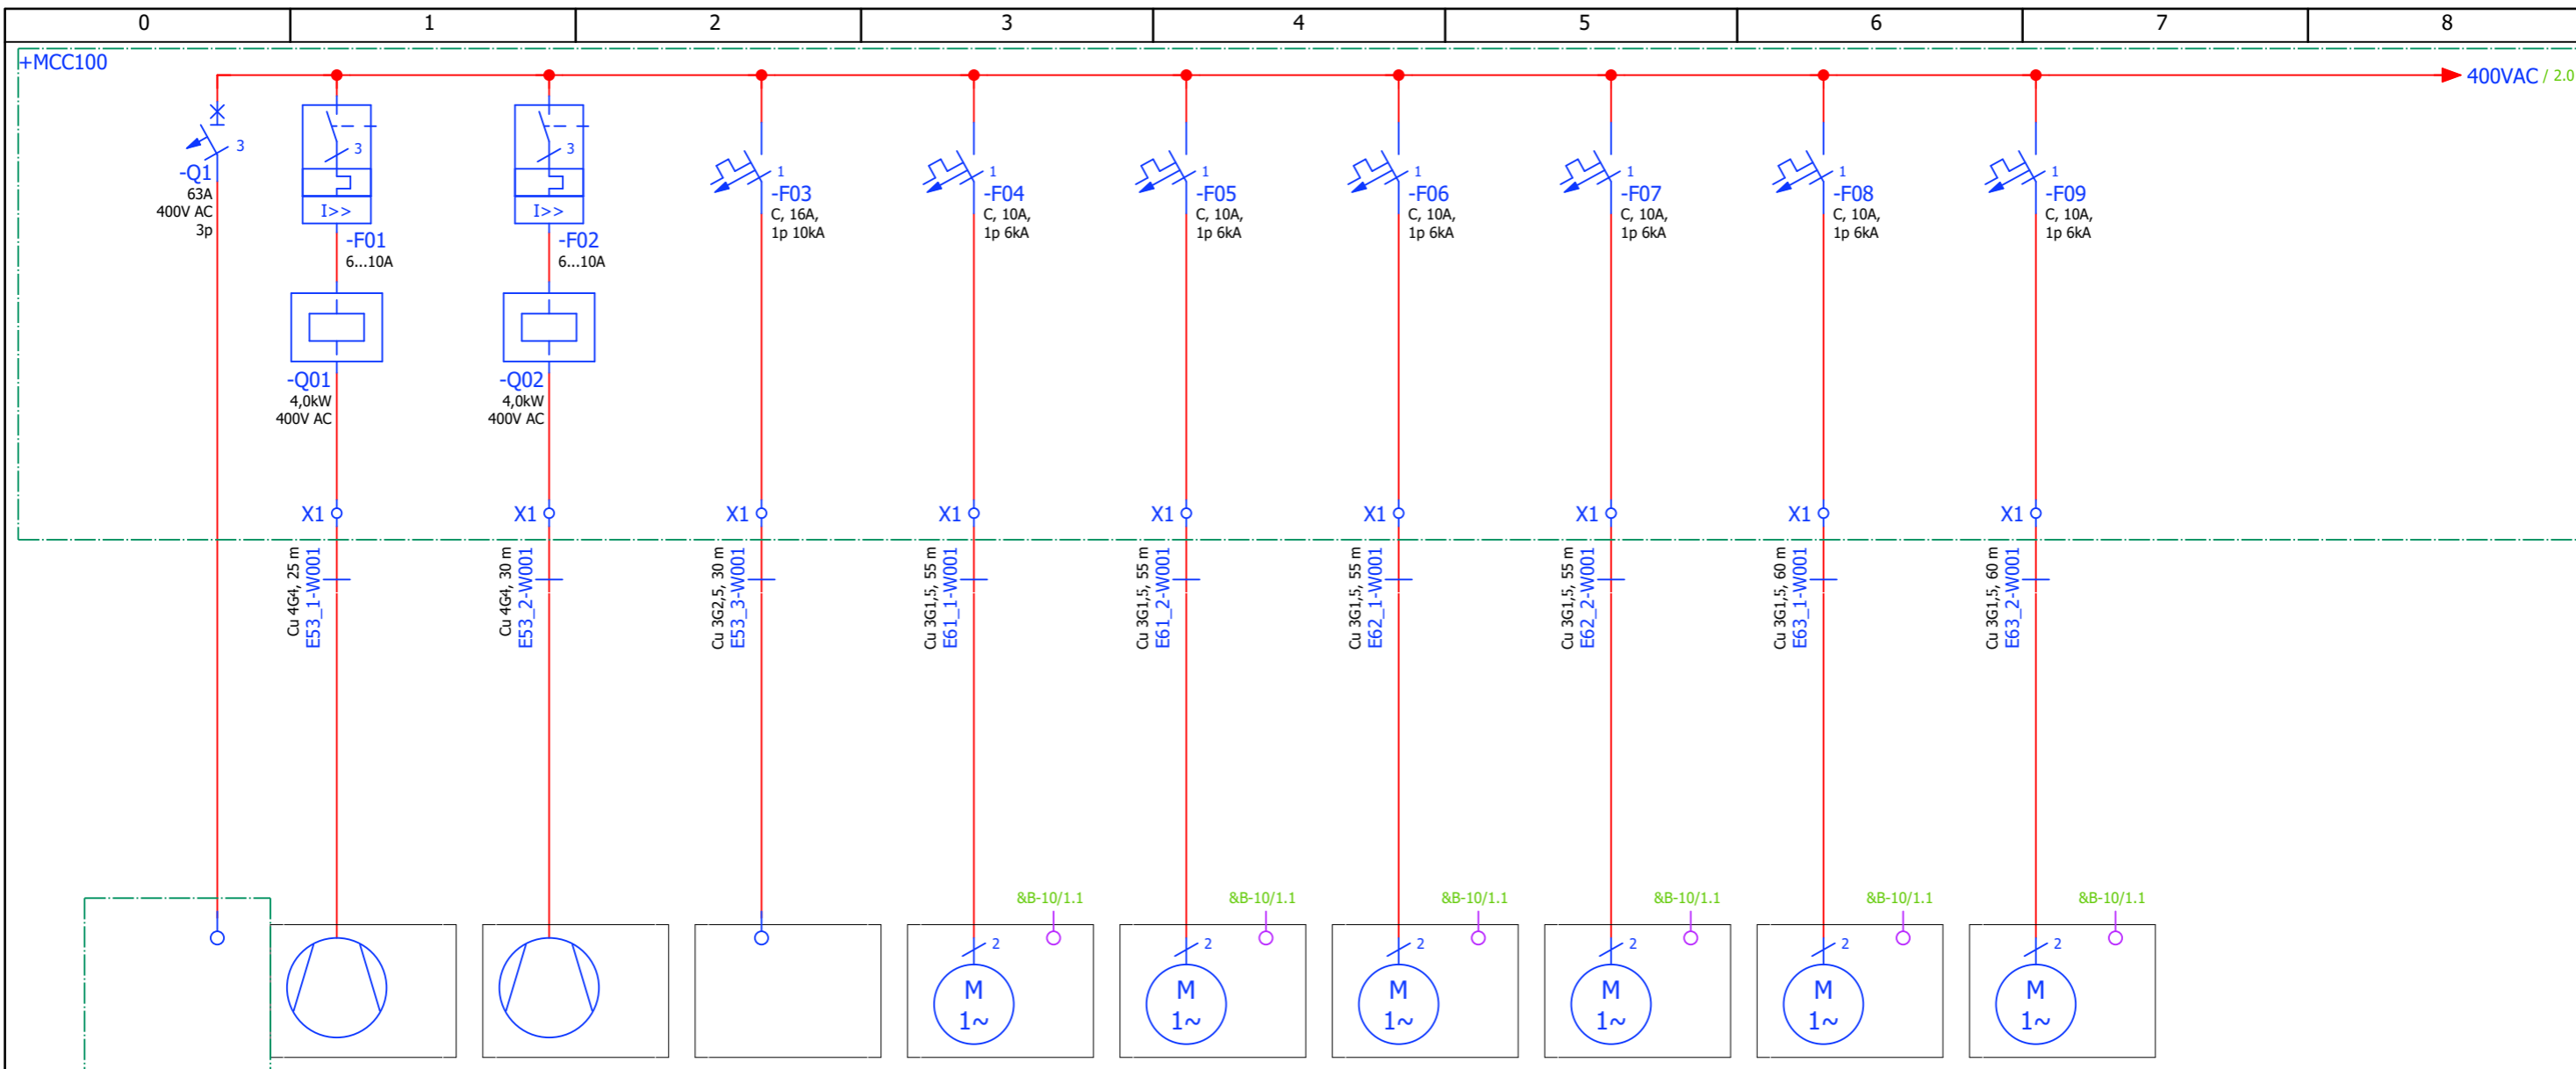 0 1 2 3 4 5 6 7 8
+MCC100
400VAC / 2.0
3
-Q1
63A
400V AC
3p
3
I>>
-F01
6...10A
-Q01
4,0kW
400V AC
3
I>>
-F02
6...10A
-Q02
4,0kW
400V AC
1
-F03
C, 16A,
1p 10kA
1
-F04
C, 10A,
1p 6kA
1
-F05
C, 10A,
1p 6kA
1
-F06
C, 10A,
1p 6kA
1
-F07
C, 10A,
1p 6kA
1
-F08
C, 10A,
1p 6kA
1
-F09
C, 10A,
1p 6kA
X1 X1 X1 X1 X1 X1 X1 X1 X1
Cu 4G4, 25 m
E53_1-W001
Cu 4G4, 30 m
E53_2-W001
Cu 3G2,5, 30 m
E53_3-W001
Cu 3G1,5, 55 m
E61_1-W001
Cu 3G1,5, 55 m
E61_2-W001
Cu 3G1,5, 55 m
E62_1-W001
Cu 3G1,5, 55 m
E62_2-W001
Cu 3G1,5, 60 m
E63_1-W001
Cu 3G1,5, 60 m
E63_2-W001
&B-10/1.1 &B-10/1.1 &B-10/1.1 &B-10/1.1 &B-10/1.1 &B-10/1.1
2 2 2 2 2 2
M M M M M M
1~ 1~ 1~ 1~ 1~ 1~